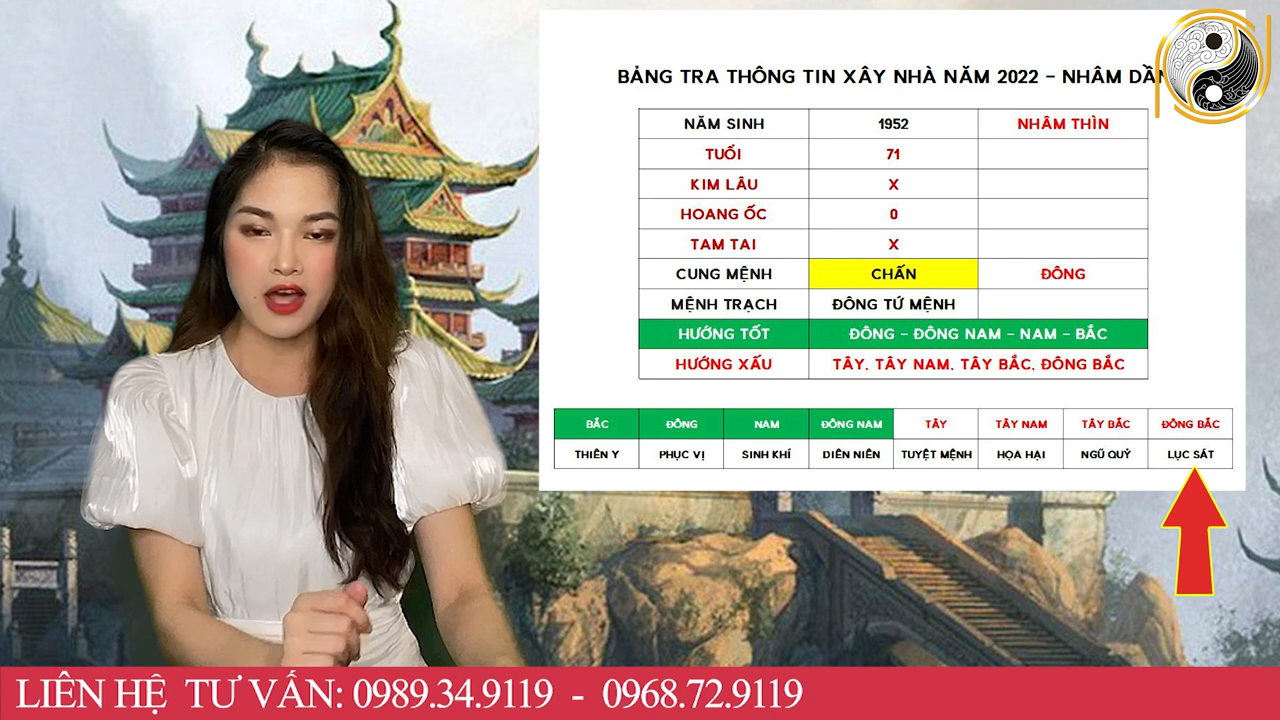 BẢNG TRA THÔNG TIN XÂY NHÀ NĂM 2022 – NHÂM DẦN
NĂM SINH 1952 NHÂM THÌN
TUỔI 71
KIM LÂU X
HOANG ỐC 0
TAM TAI X
CUNG MỆNH CHẤN ĐÔNG
MỆNH TRẠCH ĐÔNG TỨ MỆNH
HƯỚNG TỐT ĐÔNG – ĐÔNG NAM – NAM – BẮC
HƯỚNG XẤU TÂY, TÂY NAM, TÂY BẮC, ĐÔNG BẮC
BẮC ĐÔNG NAM ĐÔNG NAM TÂY TÂY NAM TÂY BẮC ĐÔNG BẮC
THIÊN Y PHỤC VỊ SINH KHÍ DIÊN NIÊN TUYỆT MỆNH HỌA HẠI NGŨ QUỶ LỤC SÁT
LIÊN HỆ TƯ VẤN: 0989.34.9119 - 0968.72.9119